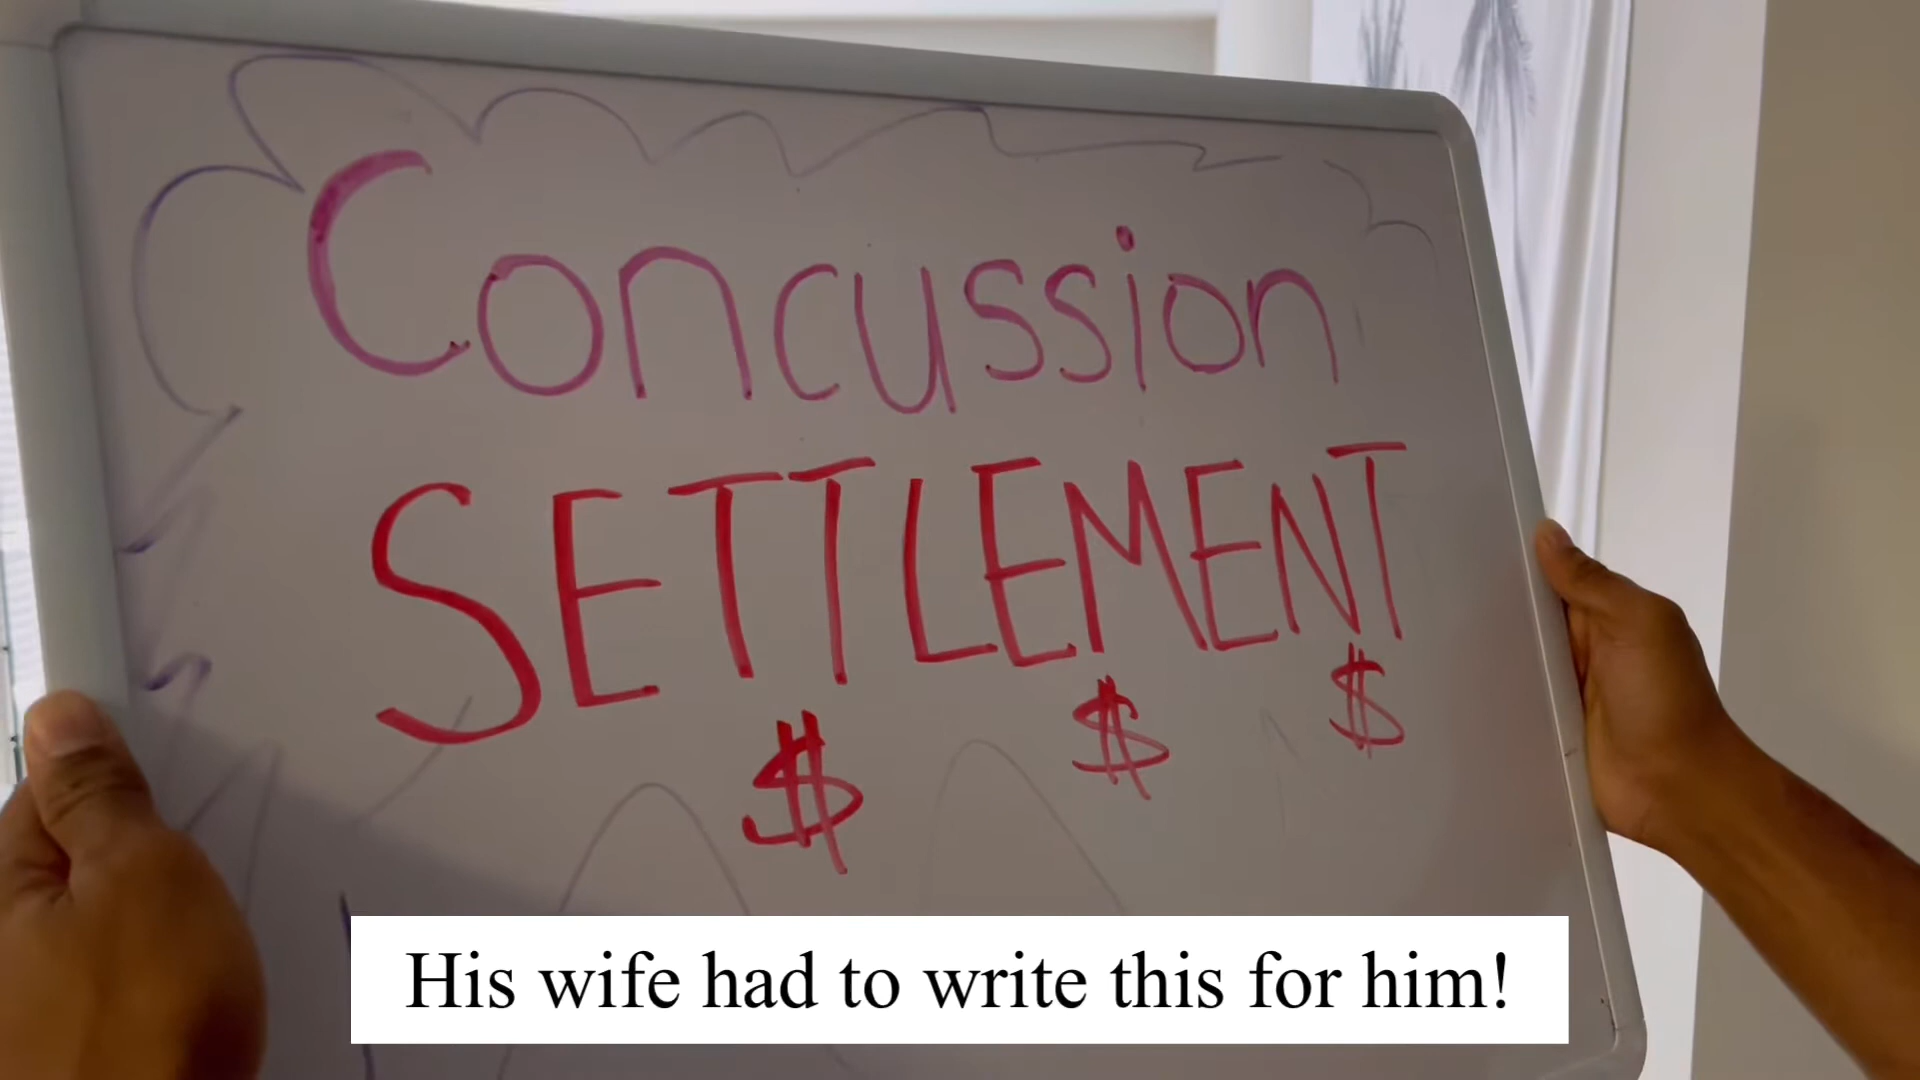 Concussion
SETTLEMENT
$ $ $
His wife had to write this for him!